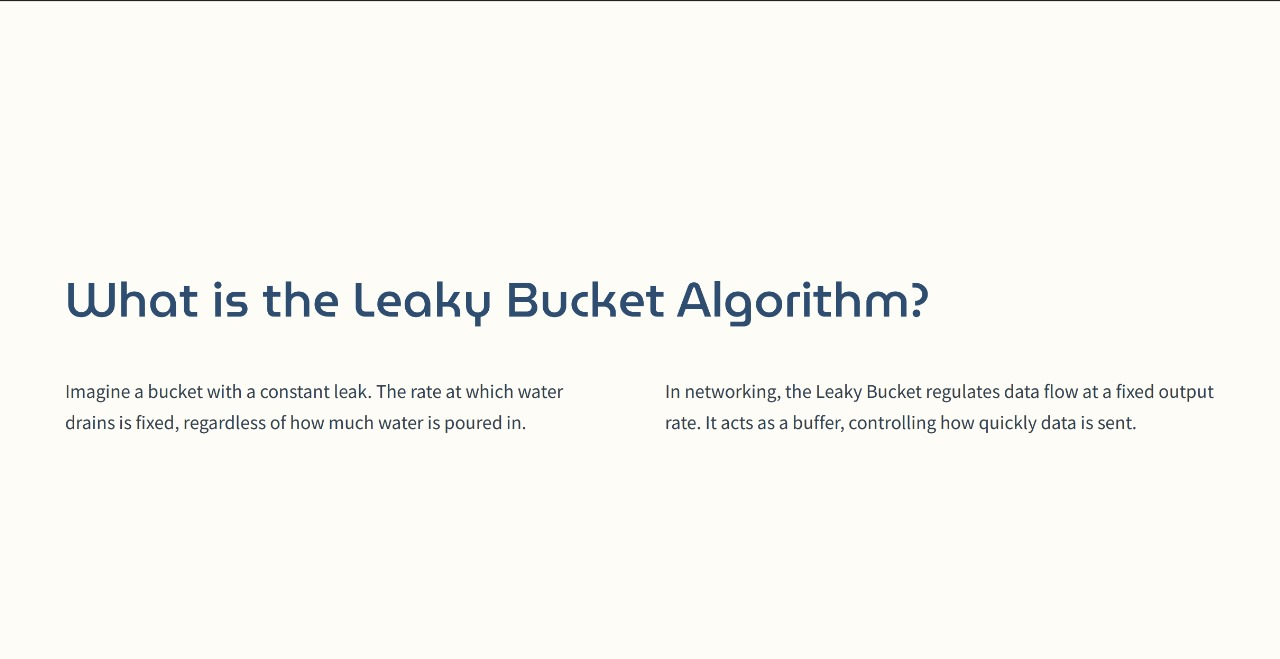 What is the Leaky Bucket Algorithm?
Imagine a bucket with a constant leak. The rate at which water
drains is fixed, regardless of how much water is poured in.
In networking, the Leaky Bucket regulates data flow at a fixed output
rate. It acts as a buffer, controlling how quickly data is sent.